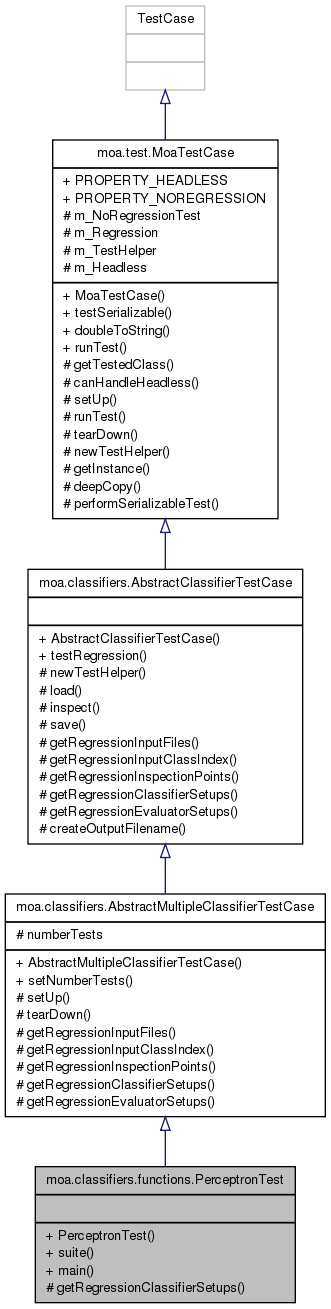 TestCase
moa.test.MoaTestCase
+ PROPERTY_HEADLESS
+ PROPERTY_NOREGRESSION
# m_NoRegressionTest
# m_Regression
# m_TestHelper
# m_Headless
+ MoaTestCase()
+ testSerializable()
+ doubleToString()
+ runTest()
# getTestedClass()
# canHandleHeadless()
# setUp()
# runTest()
# tearDown()
# newTestHelper()
# getInstance()
# deepCopy()
# performSerializableTest()
moa.classifiers.AbstractClassifierTestCase
+ AbstractClassifierTestCase()
+ testRegression()
# newTestHelper()
# load()
# inspect()
# save()
# getRegressionInputFiles()
# getRegressionInputClassIndex()
# getRegressionInspectionPoints()
# getRegressionClassifierSetups()
# getRegressionEvaluatorSetups()
# createOutputFilename()
moa.classifiers.AbstractMultipleClassifierTestCase
# numberTests
+ AbstractMultipleClassifierTestCase()
+ setNumberTests()
# setUp()
# tearDown()
# getRegressionInputFiles()
# getRegressionInputClassIndex()
# getRegressionInspectionPoints()
# getRegressionClassifierSetups()
# getRegressionEvaluatorSetups()
moa.classifiers.functions.PerceptronTest
+ PerceptronTest()
+ suite()
+ main()
# getRegressionClassifierSetups()